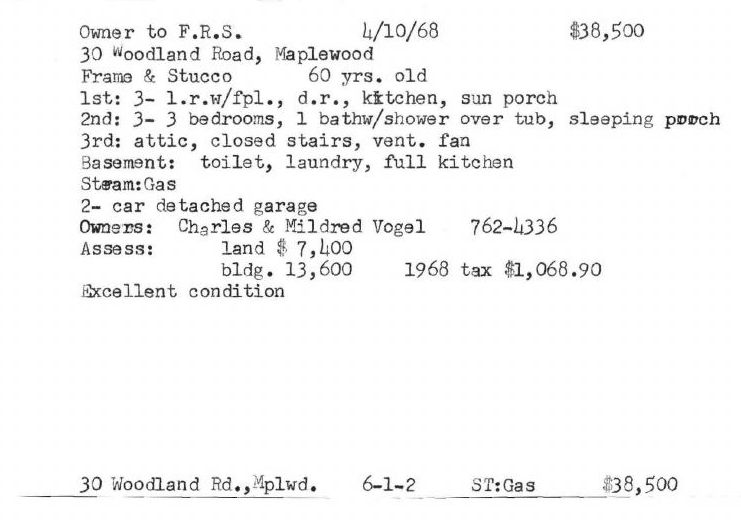 Owner to F.R.S. 4/10/68 $38,500
30 Woodland Road, Maplewood
Frame & Stucco 60 yrs. old
1st: 3- l.r.w/fpl., d.r., kitchen, sun porch
2nd: 3- 3 bedrooms, 1 bathw/shower over tub, sleeping porch
3rd: attic, closed stairs, vent. fan
Basement: toilet, laundry, full kitchen
Steam:Gas
2- car detached garage
Owners: Charles & Mildred Vogel 762-4336
Assess: land $ 7,400
bldg. 13,600 1968 tax $1,068.90
Excellent condition
30 Woodland Rd.,Mplwd. 6-1-2 ST:Gas $38,500